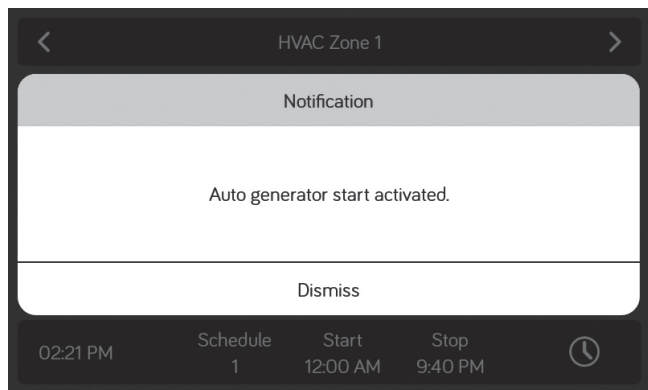 HVAC Zone 1
Notification
Auto generator start activated.
Dismiss
02:21 PM Schedule Start Stop
1 12:00 AM 9:40 PM